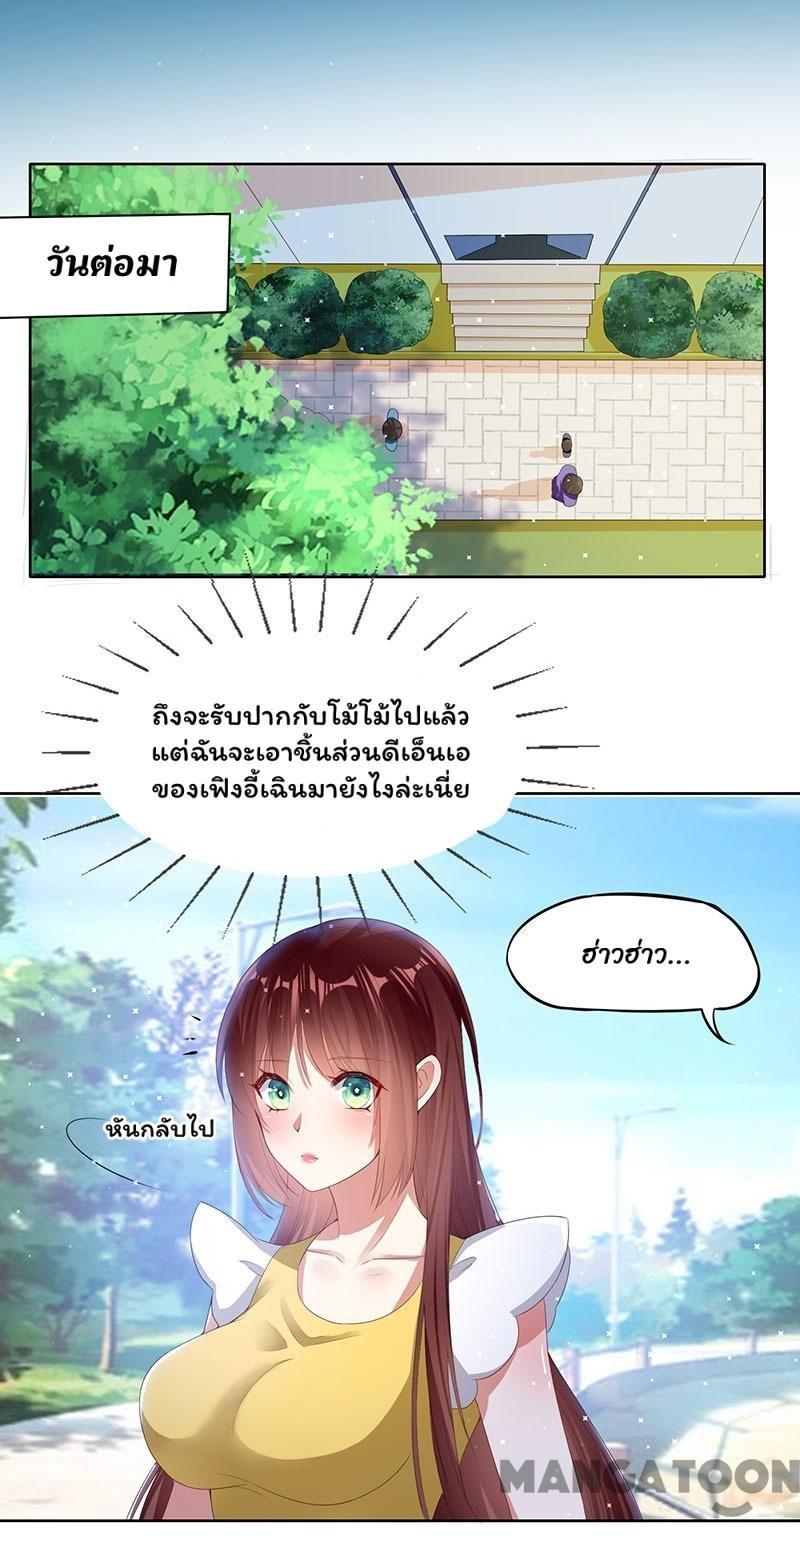 วันต่อมา
ถึงจะรับปากกับโม้โม้ไปแล้ว
แต่ฉันจะเอาชิ้นส่วนดีเอ็นเอ
ของเฟิงอี้เฉินมายังไงล่ะเนี่ย
ฮ่าวฮ่าว...
หันกลับไป
MANGATOON